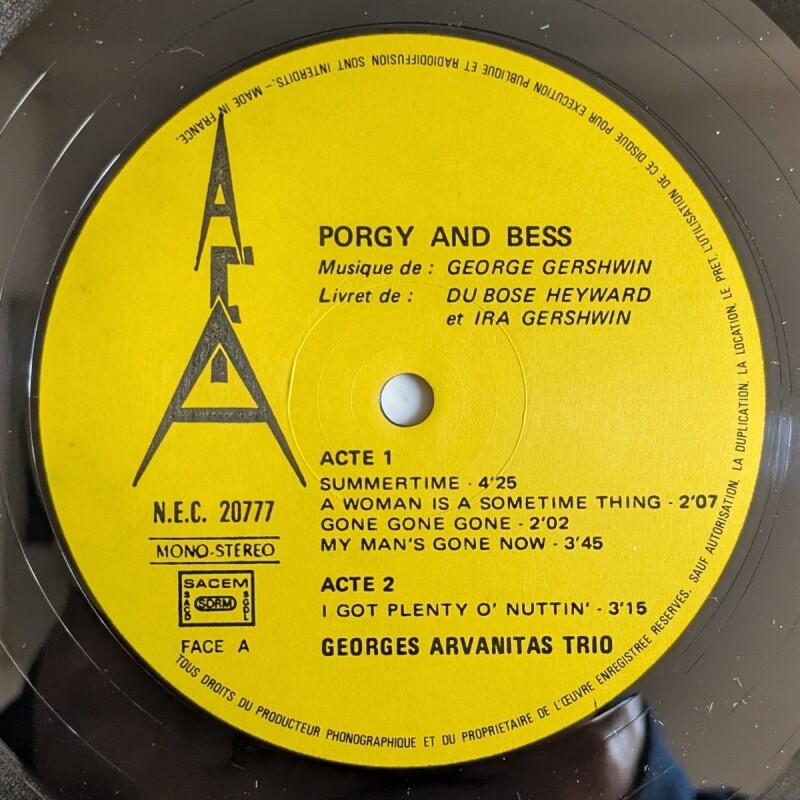 AFA
PORGY AND BESS
Musique de : GEORGE GERSHWIN
Livret de : DU BOSE HEYWARD
et IRA GERSHWIN
ACTE 1
SUMMERTIME - 4'25
A WOMAN IS A SOMETIME THING - 2'07
GONE GONE GONE - 2'02
MY MAN'S GONE NOW - 3'45
ACTE 2
I GOT PLENTY O' NUTTIN' - 3'15
GEORGES ARVANITAS TRIO
N.E.C. 20777
MONO-STEREO
SACEM
SACD SDRM SGDL
FACE A
TOUS DROITS DU PRODUCTEUR PHONOGRAPHIQUE ET DU PROPRIETAIRE DE L'ŒUVRE ENREGISTREE RESERVES. SAUF AUTORISATION, LA DUPLICATION, LA LOCATION, LE PRET, L'UTILISATION DE CE DISQUE POUR EXECUTION PUBLIQUE ET RADIODIFFUSION SONT INTERDITS. - MADE IN FRANCE.